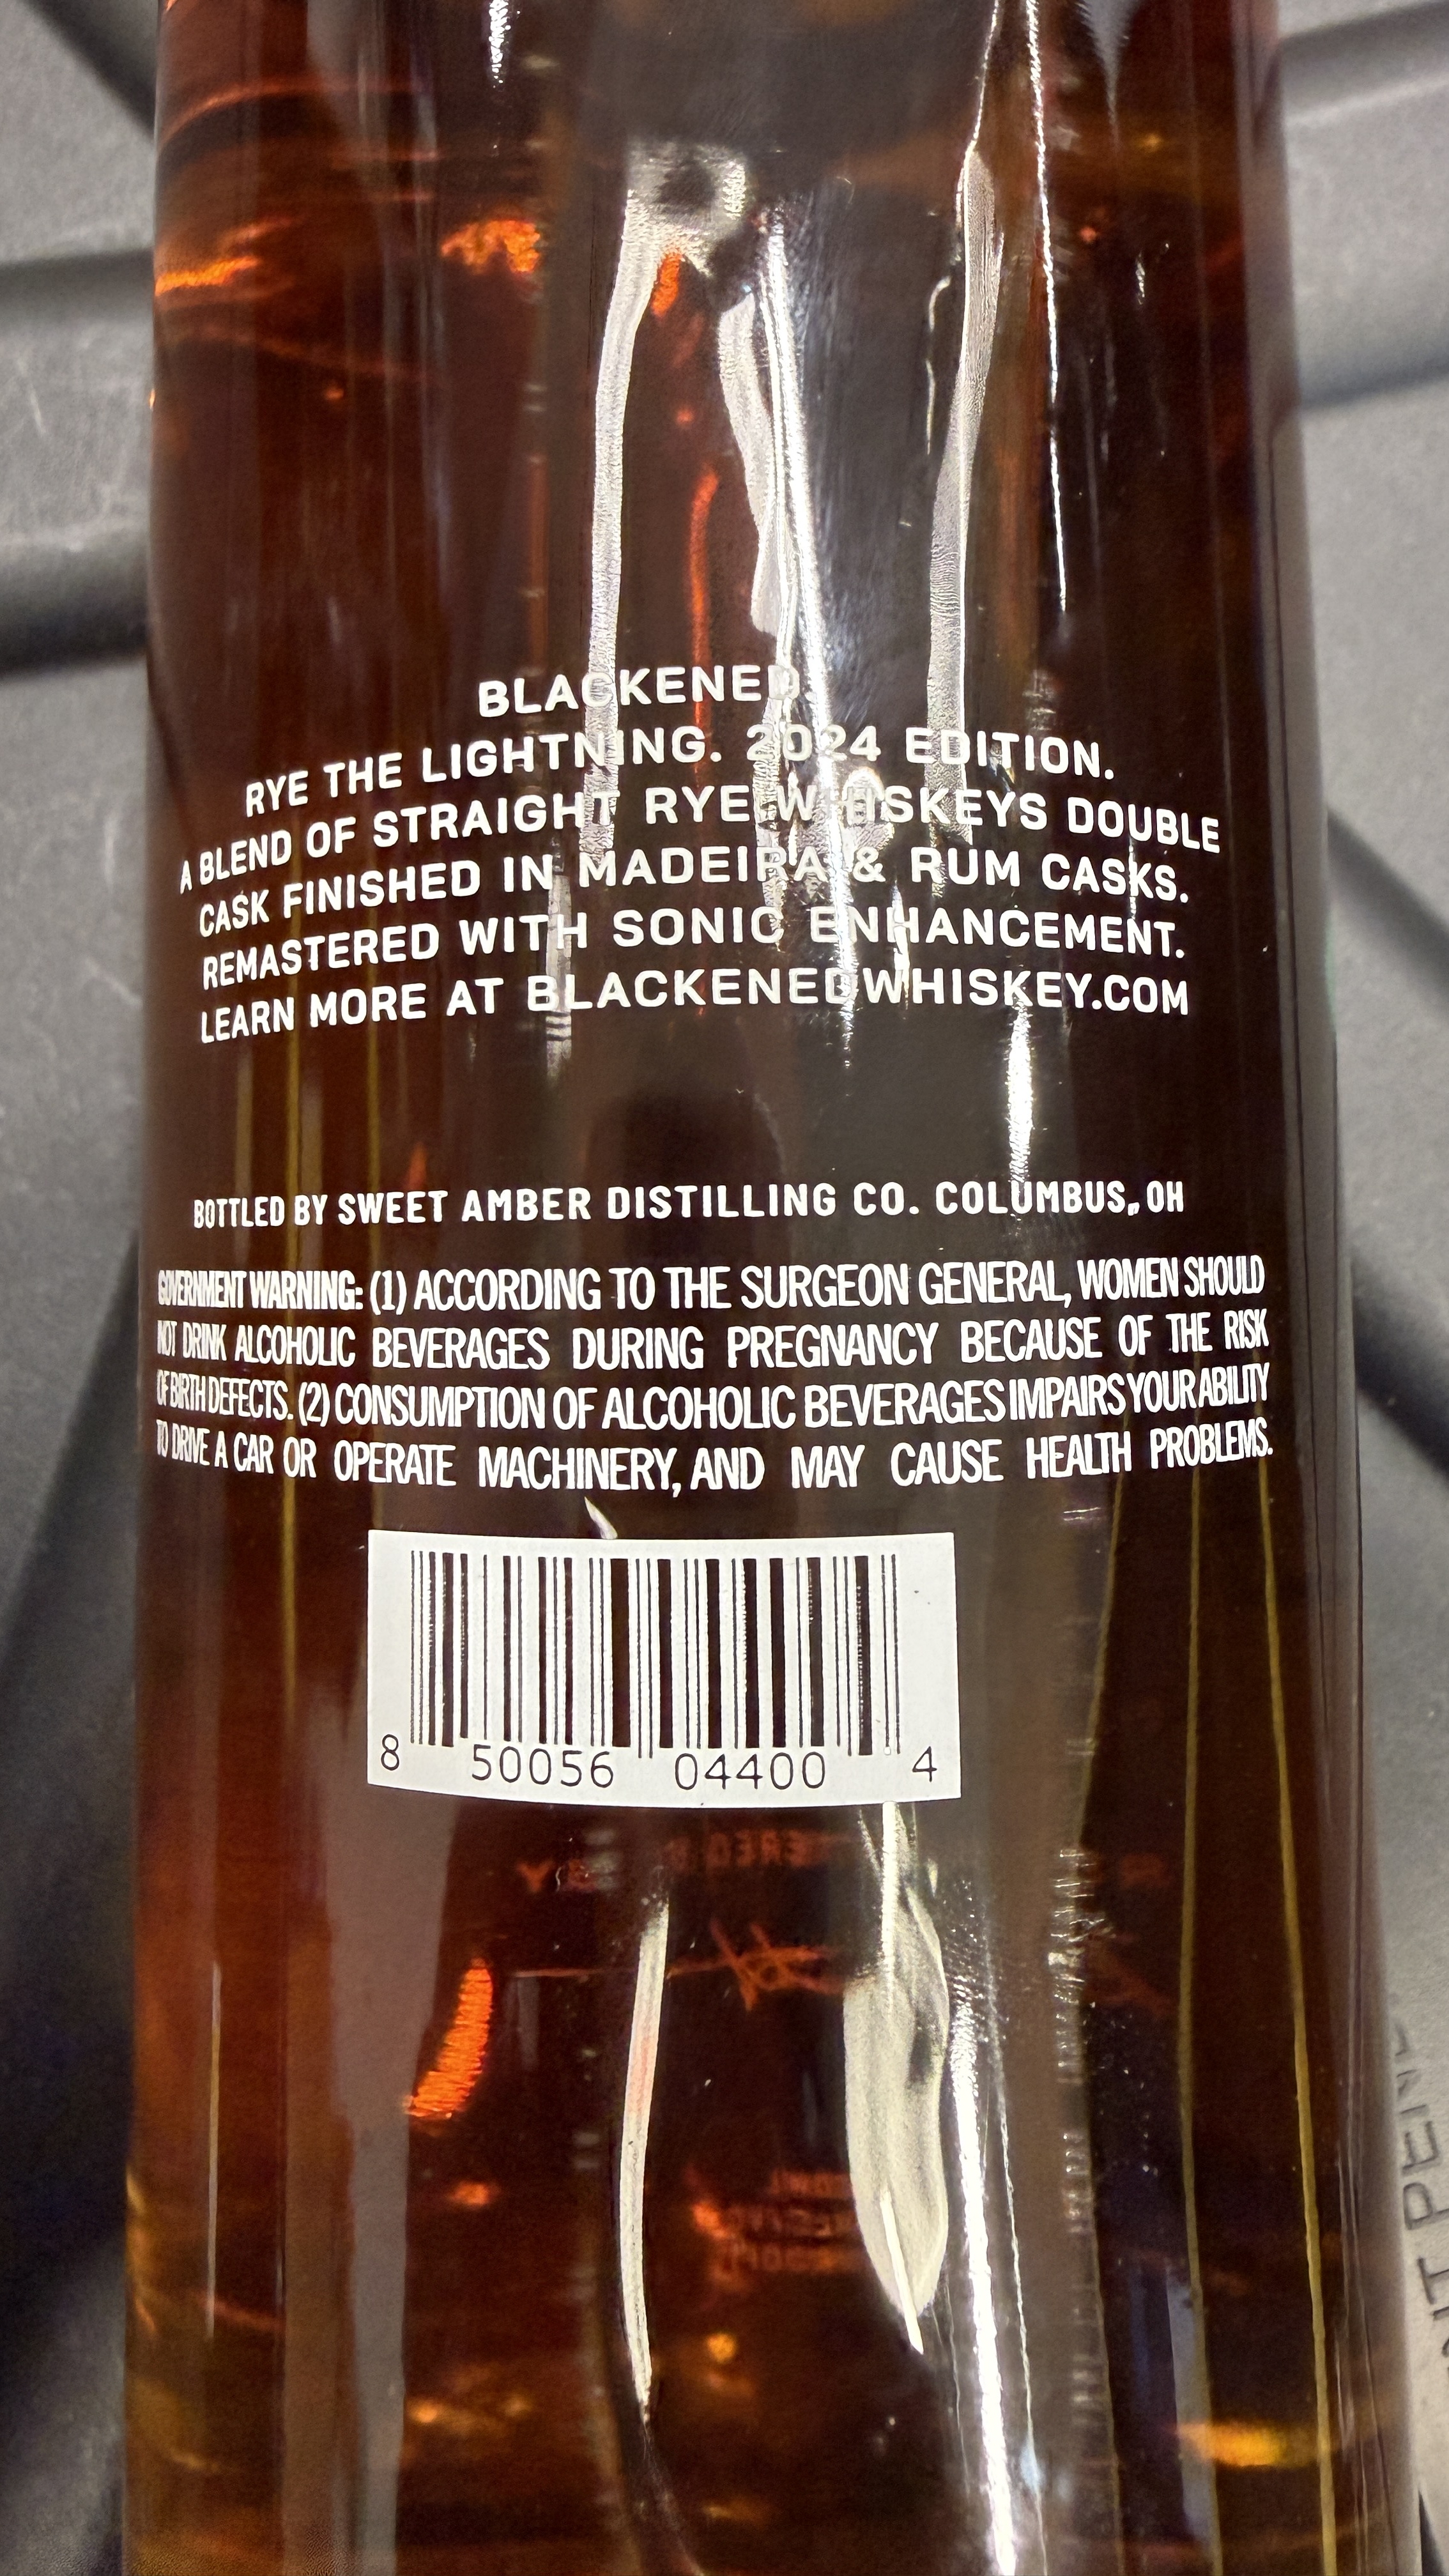 BLACKENED.
RYE THE LIGHTNING. 2024 EDITION.
A BLEND OF STRAIGHT RYE WHISKEYS DOUBLE
CASK FINISHED IN MADEIRA & RUM CASKS.
REMASTERED WITH SONIC ENHANCEMENT.
LEARN MORE AT BLACKENEDWHISKEY.COM
BOTTLED BY SWEET AMBER DISTILLING CO. COLUMBUS, OH
GOVERNMENT WARNING: (1) ACCORDING TO THE SURGEON GENERAL, WOMEN SHOULD
NOT DRINK ALCOHOLIC BEVERAGES DURING PREGNANCY BECAUSE OF THE RISK
OF BIRTH DEFECTS. (2) CONSUMPTION OF ALCOHOLIC BEVERAGES IMPAIRS YOUR ABILITY
TO DRIVE A CAR OR OPERATE MACHINERY, AND MAY CAUSE HEALTH PROBLEMS.
8 50056 04400 4